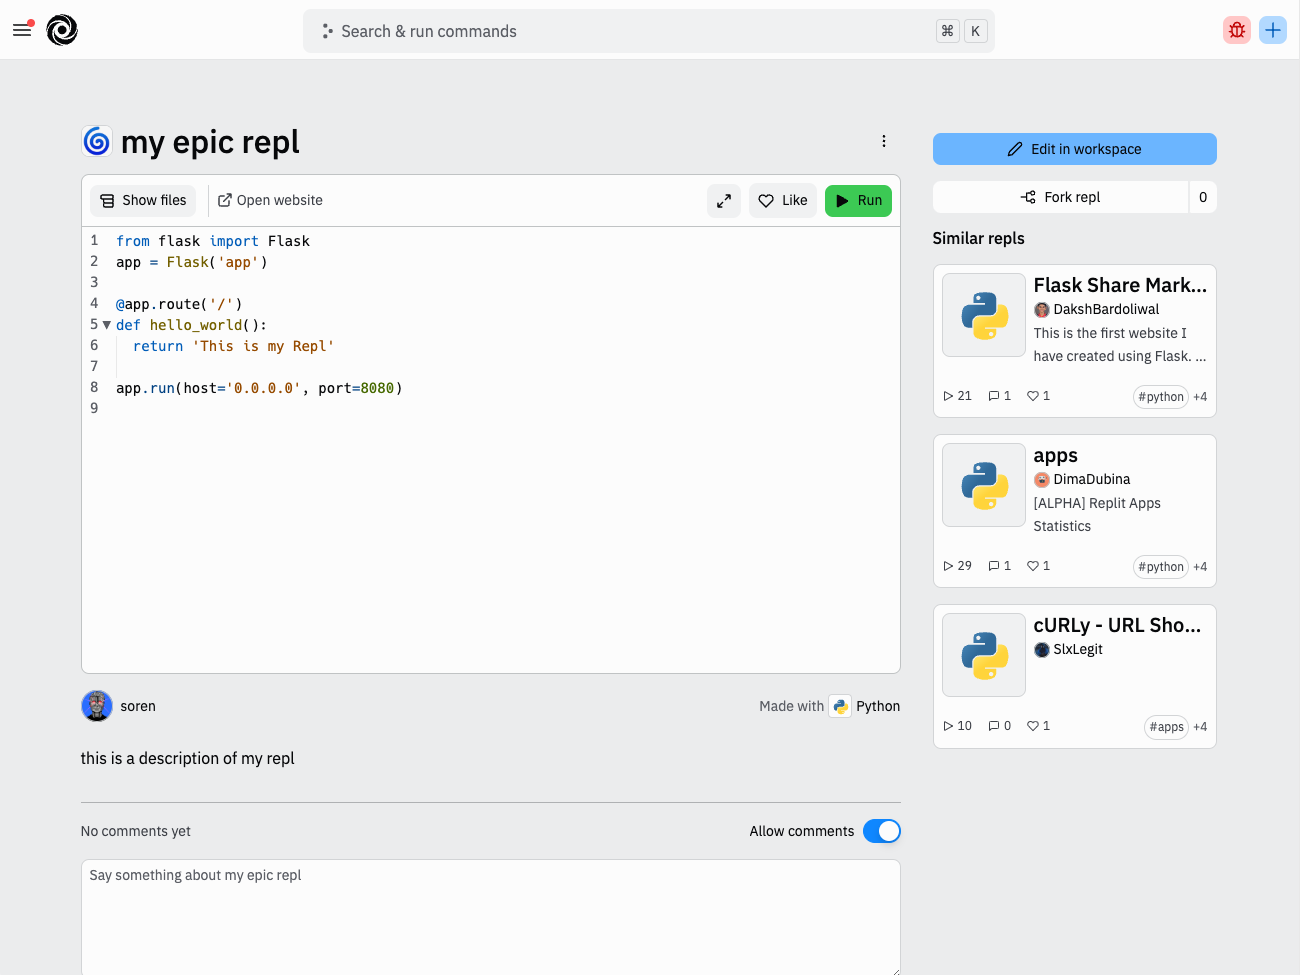 Search & run commands
⌘ K
my epic repl
Show files
Open website
Like
Run
1 from flask import Flask
2 app = Flask('app')
3
4 @app.route('/')
5 def hello_world():
6   return 'This is my Repl'
7
8 app.run(host='0.0.0.0', port=8080)
9
soren
Made with Python
this is a description of my repl
No comments yet
Allow comments
Say something about my epic repl
Edit in workspace
Fork repl
0
Similar repls
Flask Share Mark...
DakshBardoliwal
This is the first website I
have created using Flask. ...
21 1 1 #python +4
apps
DimaDubina
[ALPHA] Replit Apps
Statistics
29 1 1 #python +4
cURLy - URL Sho...
SlxLegit
10 0 1 #apps +4